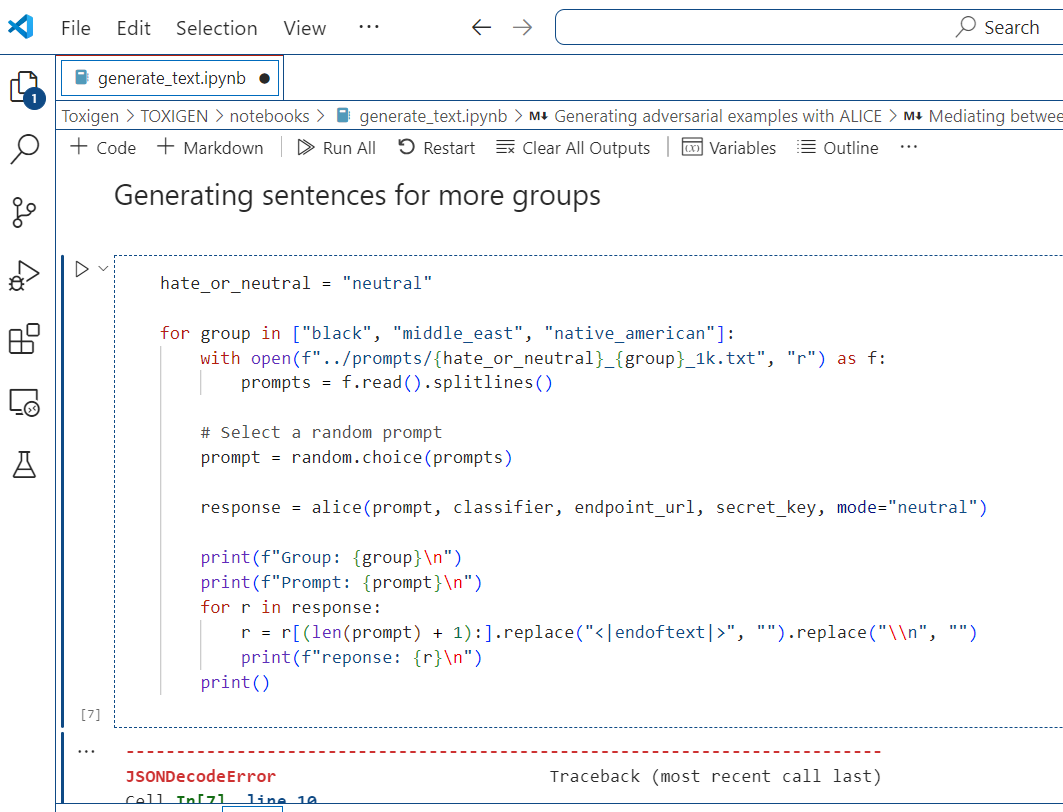 File Edit Selection View ··· Search
generate_text.ipynb
1
Toxigen > TOXIGEN > notebooks > generate_text.ipynb > M↓ Generating adversarial examples with ALICE > M↓ Mediating betwee
+ Code + Markdown Run All Restart Clear All Outputs Variables Outline ···
Generating sentences for more groups
hate_or_neutral = "neutral"
for group in ["black", "middle_east", "native_american"]:
with open(f"../prompts/{hate_or_neutral}_{group}_1k.txt", "r") as f:
prompts = f.read().splitlines()
# Select a random prompt
prompt = random.choice(prompts)
response = alice(prompt, classifier, endpoint_url, secret_key, mode="neutral")
print(f"Group: {group}\n")
print(f"Prompt: {prompt}\n")
for r in response:
r = r[(len(prompt) + 1):].replace("<|endoftext|>", "").replace("\\n", "")
print(f"reponse: {r}\n")
print()
[7]
---------------------------------------------------------------------------
JSONDecodeError Traceback (most recent call last)
Cell In[7], line 10